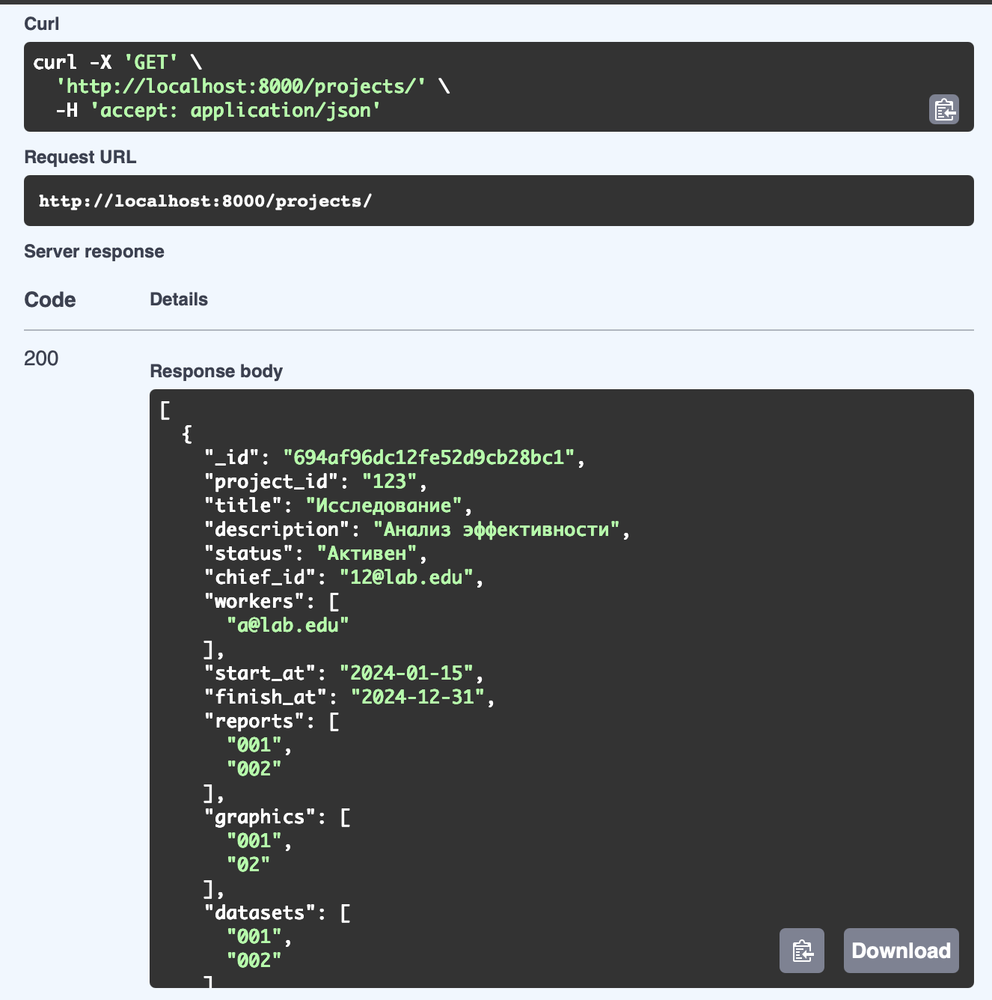 Curl
curl -X 'GET' \
  'http://localhost:8000/projects/' \
  -H 'accept: application/json'
Request URL
http://localhost:8000/projects/
Server response
Code Details
200
Response body
[
  {
    "_id": "694af96dc12fe52d9cb28bc1",
    "project_id": "123",
    "title": "Исследование",
    "description": "Анализ эффективности",
    "status": "Активен",
    "chief_id": "12@lab.edu",
    "workers": [
      "a@lab.edu"
    ],
    "start_at": "2024-01-15",
    "finish_at": "2024-12-31",
    "reports": [
      "001",
      "002"
    ],
    "graphics": [
      "001",
      "02"
    ],
    "datasets": [
      "001",
      "002"
    ]
Download